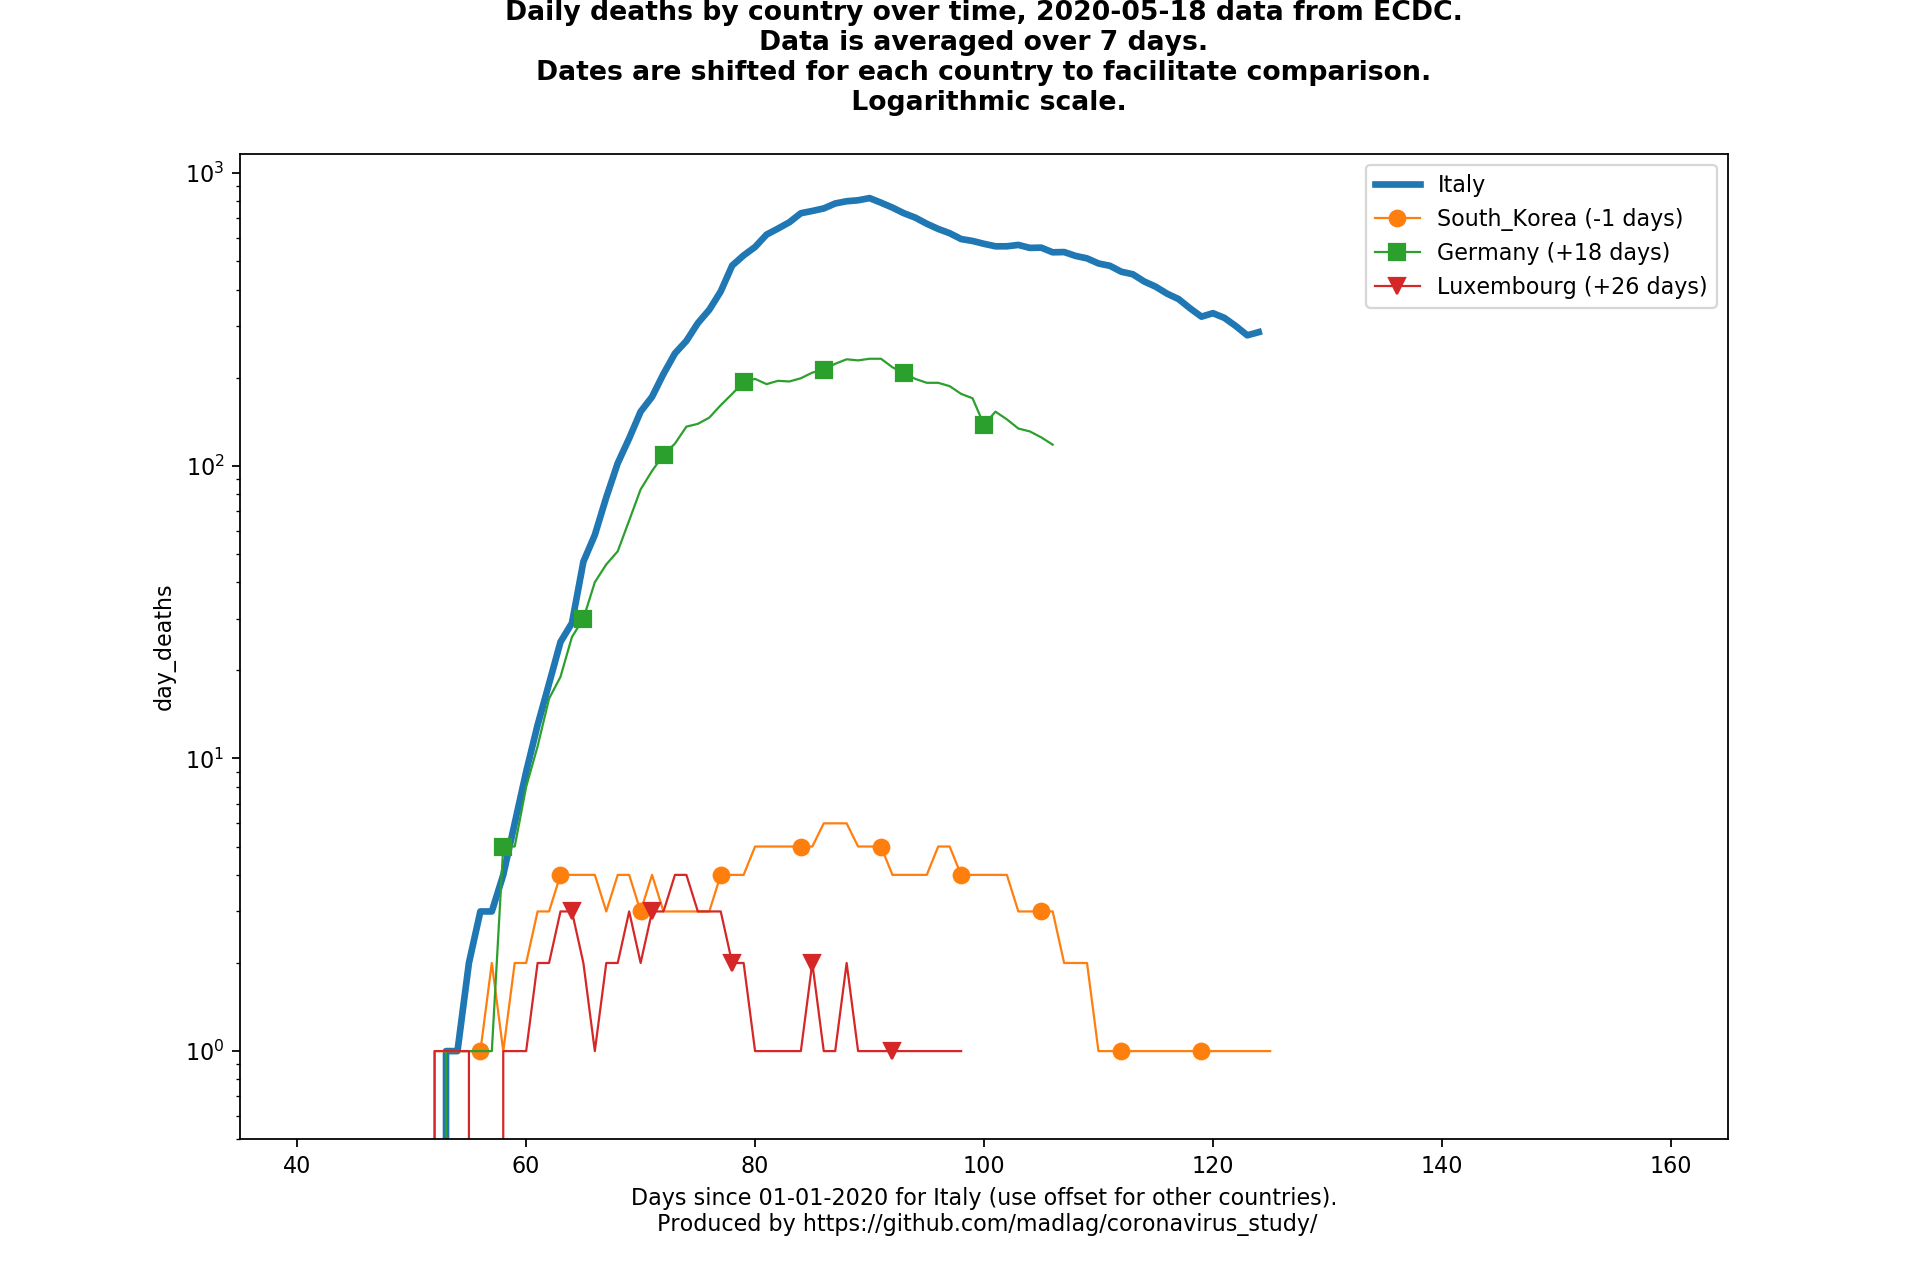 Daily deaths by country over time, 2020-05-18 data from ECDC.
Data is averaged over 7 days.
Dates are shifted for each country to facilitate comparison.
Logarithmic scale.
10³
10²
10¹
10⁰
day_deaths
Italy
South_Korea (-1 days)
Germany (+18 days)
Luxembourg (+26 days)
40 60 80 100 120 140 160
Days since 01-01-2020 for Italy (use offset for other countries).
Produced by https://github.com/madlag/coronavirus_study/